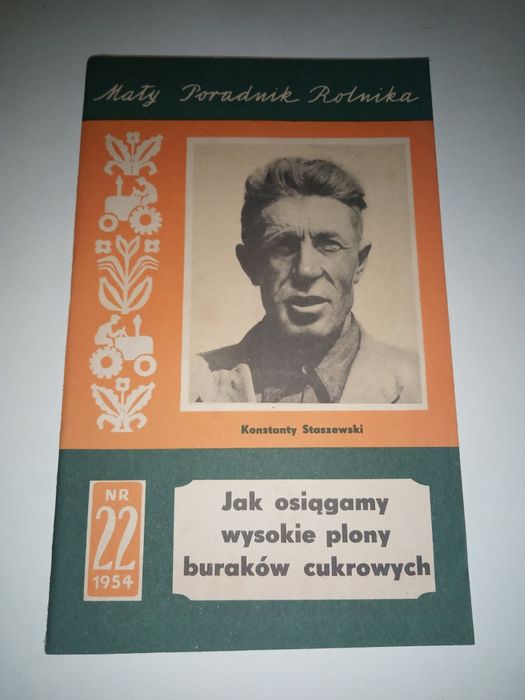 Mały Poradnik Rolnika
Konstanty Staszewski
NR
22
1954
Jak osiągamy
wysokie plony
buraków cukrowych